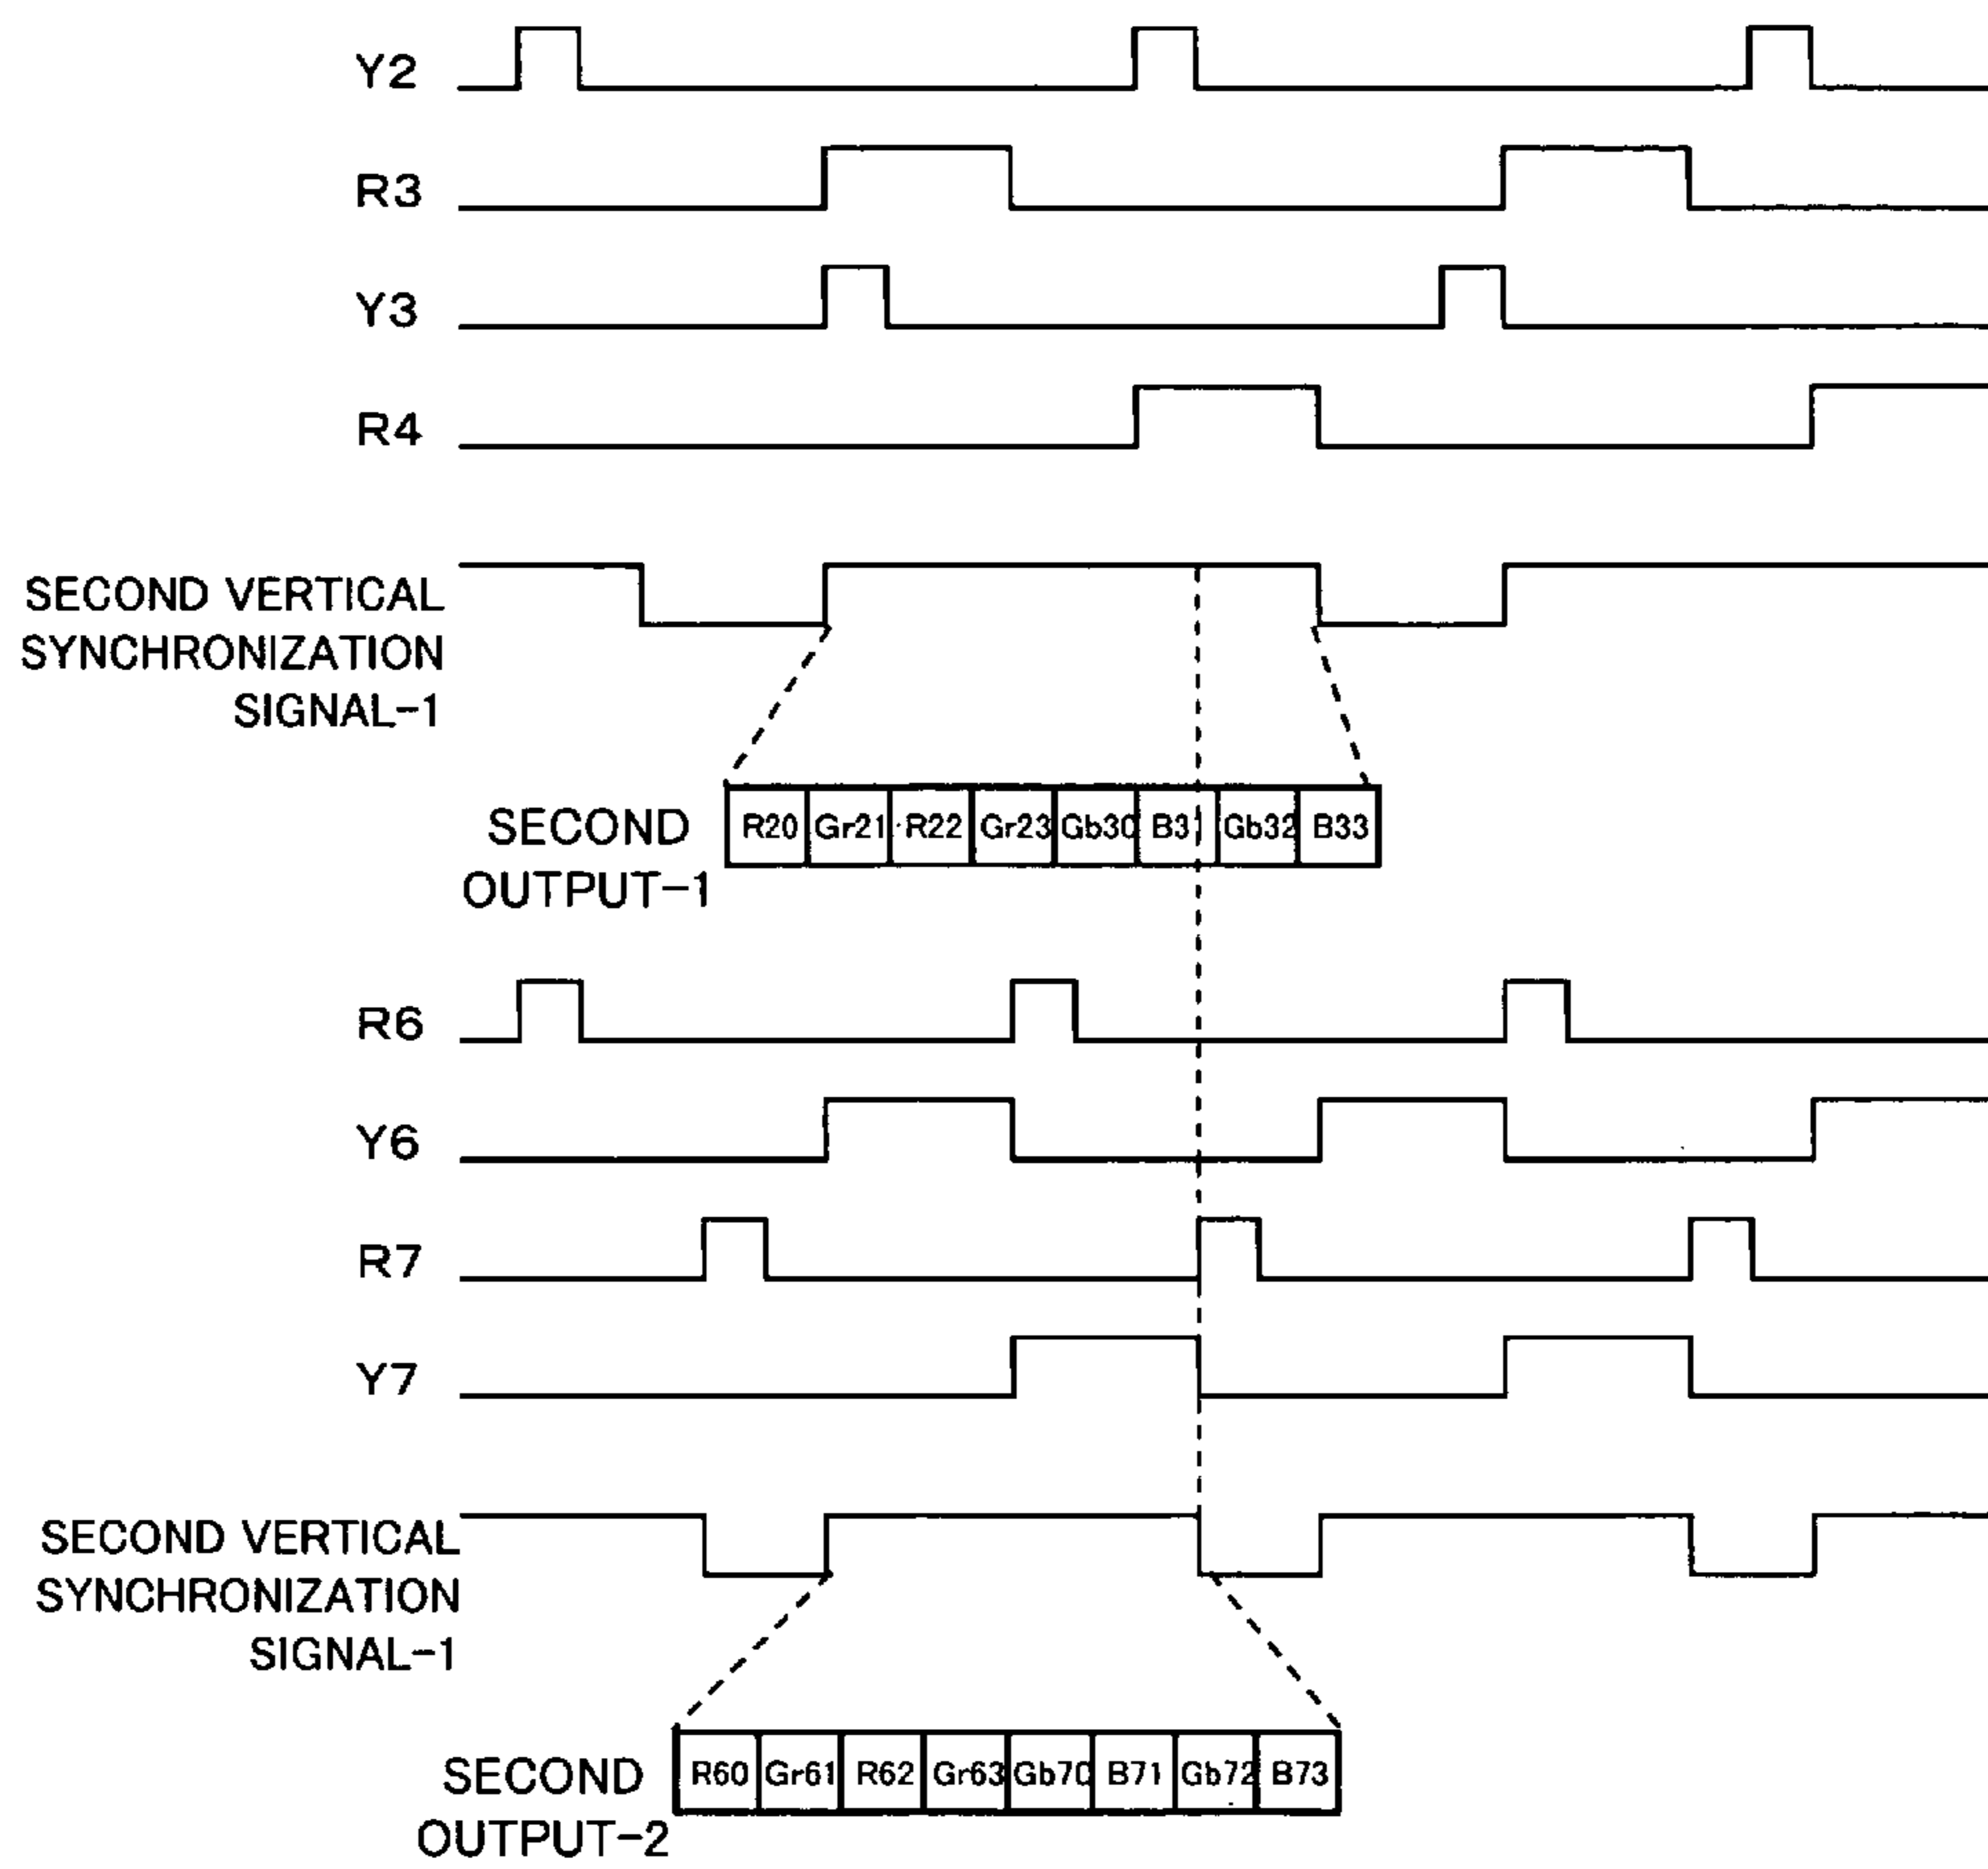 Y2
R3
Y3
R4
SECOND VERTICAL
SYNCHRONIZATION
SIGNAL-1
SECOND
OUTPUT-1
R20 Gr21 R22 Gr23 Gb30 B31 Gb32 B33
R6
Y6
R7
Y7
SECOND VERTICAL
SYNCHRONIZATION
SIGNAL-1
SECOND
OUTPUT-2
R60 Gr61 R62 Gr63 Gb70 B71 Gb72 B73